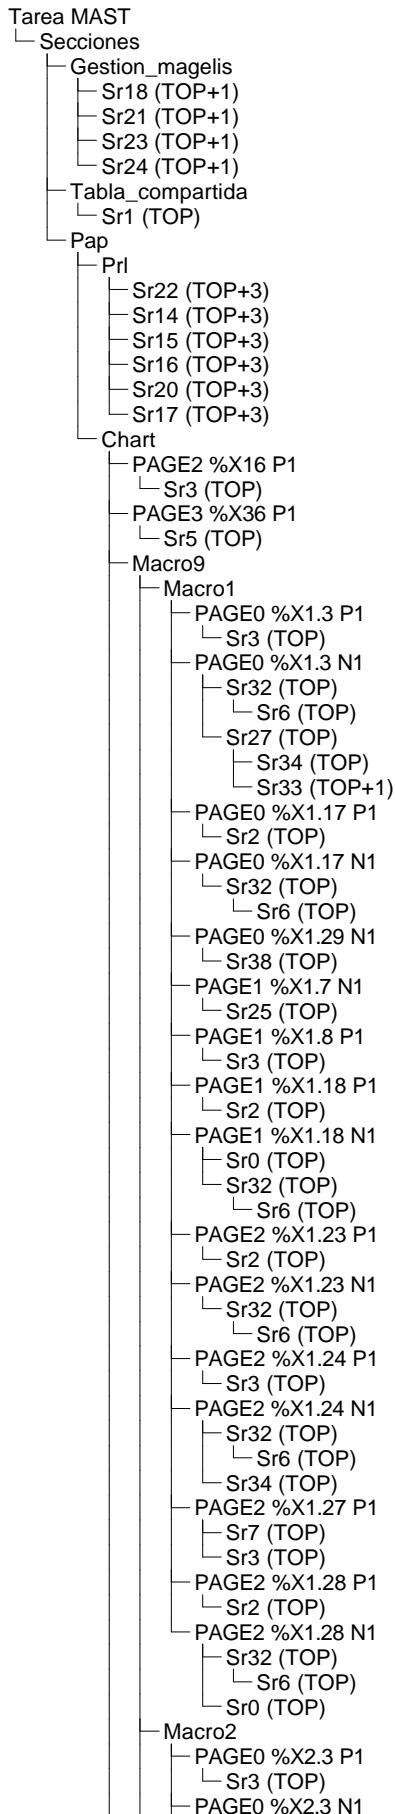 Tarea MAST
Secciones
Gestion_magelis
Sr18 (TOP+1)
Sr21 (TOP+1)
Sr23 (TOP+1)
Sr24 (TOP+1)
Tabla_compartida
Sr1 (TOP)
Pap
Prl
Sr22 (TOP+3)
Sr14 (TOP+3)
Sr15 (TOP+3)
Sr16 (TOP+3)
Sr20 (TOP+3)
Sr17 (TOP+3)
Chart
PAGE2 %X16 P1
Sr3 (TOP)
PAGE3 %X36 P1
Sr5 (TOP)
Macro9
Macro1
PAGE0 %X1.3 P1
Sr3 (TOP)
PAGE0 %X1.3 N1
Sr32 (TOP)
Sr6 (TOP)
Sr27 (TOP)
Sr34 (TOP)
Sr33 (TOP+1)
PAGE0 %X1.17 P1
Sr2 (TOP)
PAGE0 %X1.17 N1
Sr32 (TOP)
Sr6 (TOP)
PAGE0 %X1.29 N1
Sr38 (TOP)
PAGE1 %X1.7 N1
Sr25 (TOP)
PAGE1 %X1.8 P1
Sr3 (TOP)
PAGE1 %X1.18 P1
Sr2 (TOP)
PAGE1 %X1.18 N1
Sr0 (TOP)
Sr32 (TOP)
Sr6 (TOP)
PAGE2 %X1.23 P1
Sr2 (TOP)
PAGE2 %X1.23 N1
Sr32 (TOP)
Sr6 (TOP)
PAGE2 %X1.24 P1
Sr3 (TOP)
PAGE2 %X1.24 N1
Sr32 (TOP)
Sr6 (TOP)
Sr34 (TOP)
PAGE2 %X1.27 P1
Sr7 (TOP)
Sr3 (TOP)
PAGE2 %X1.28 P1
Sr2 (TOP)
PAGE2 %X1.28 N1
Sr32 (TOP)
Sr6 (TOP)
Sr0 (TOP)
Macro2
PAGE0 %X2.3 P1
Sr3 (TOP)
PAGE0 %X2.3 N1